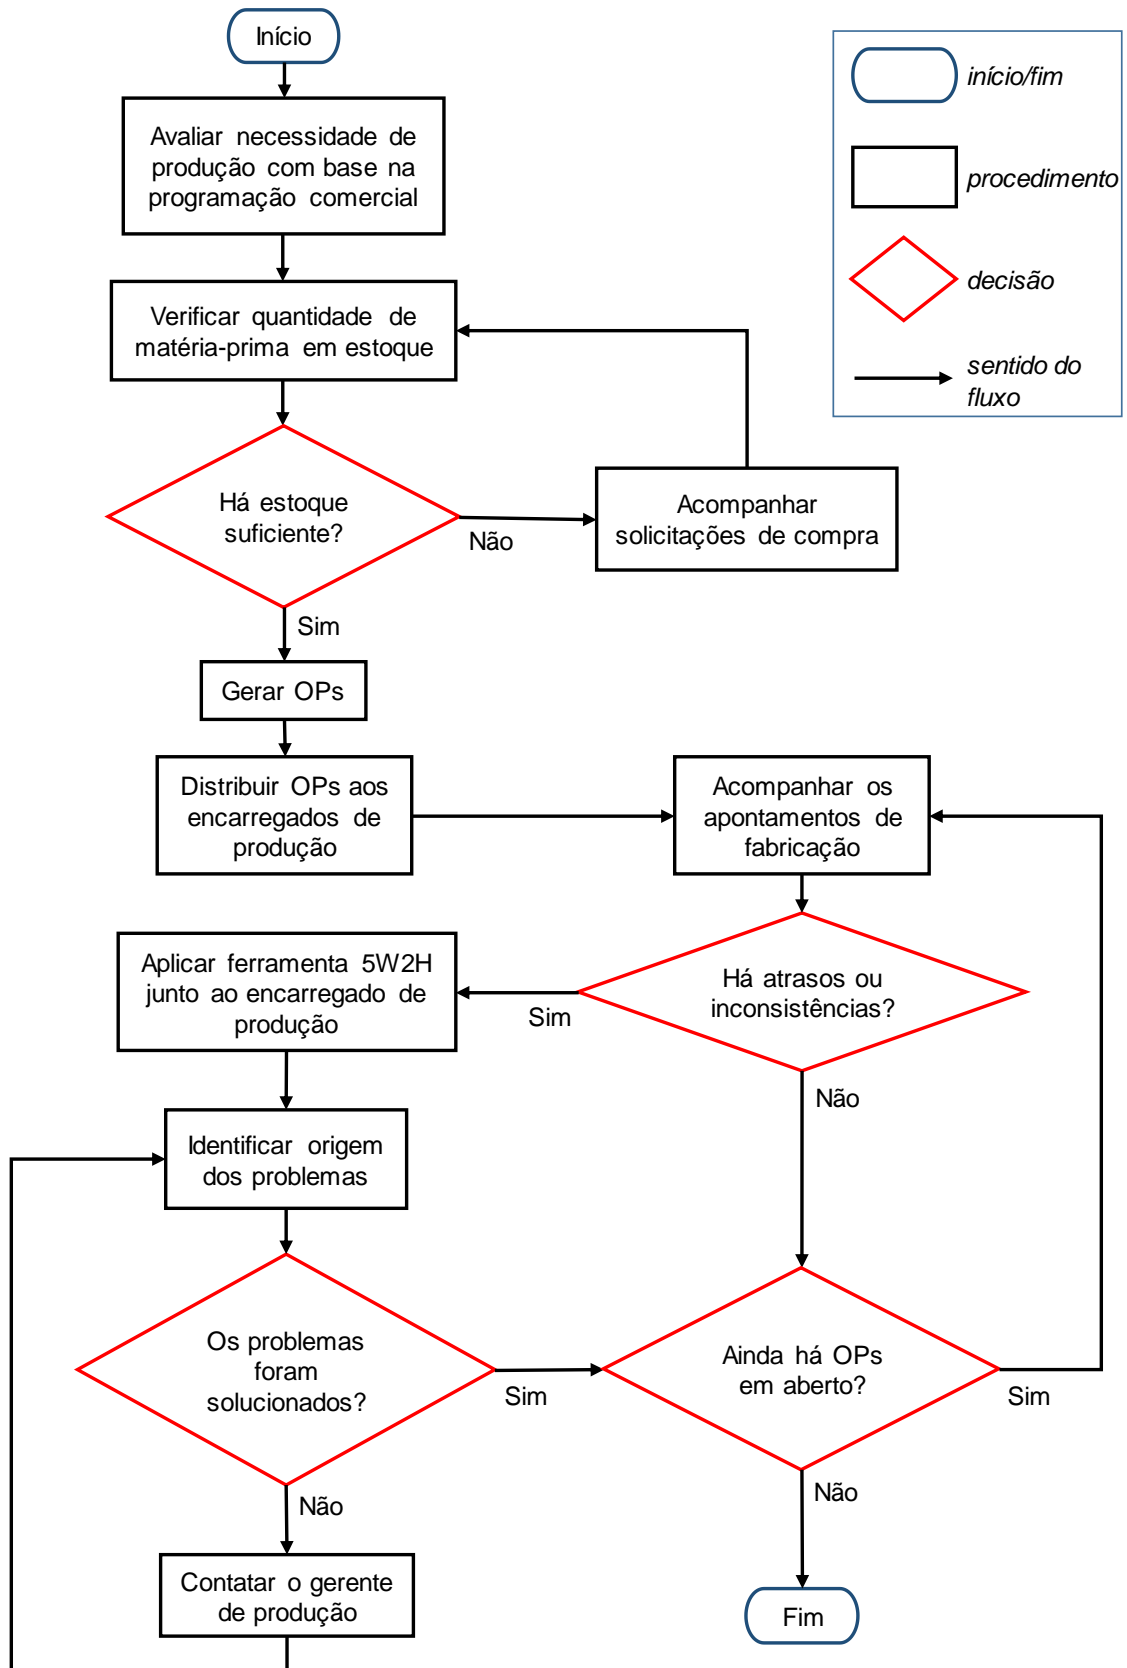 Início
Avaliar necessidade de
produção com base na
programação comercial
Verificar quantidade de
matéria-prima em estoque
Há estoque
suficiente?
Não
Acompanhar
solicitações de compra
Sim
Gerar OPs
Distribuir OPs aos
encarregados de
produção
Acompanhar os
apontamentos de
fabricação
Há atrasos ou
inconsistências?
Sim
Não
Aplicar ferramenta 5W2H
junto ao encarregado de
produção
Identificar origem
dos problemas
Os problemas
foram
solucionados?
Sim
Não
Contatar o gerente
de produção
Ainda há OPs
em aberto?
Sim
Não
Fim
início/fim
procedimento
decisão
sentido do
fluxo